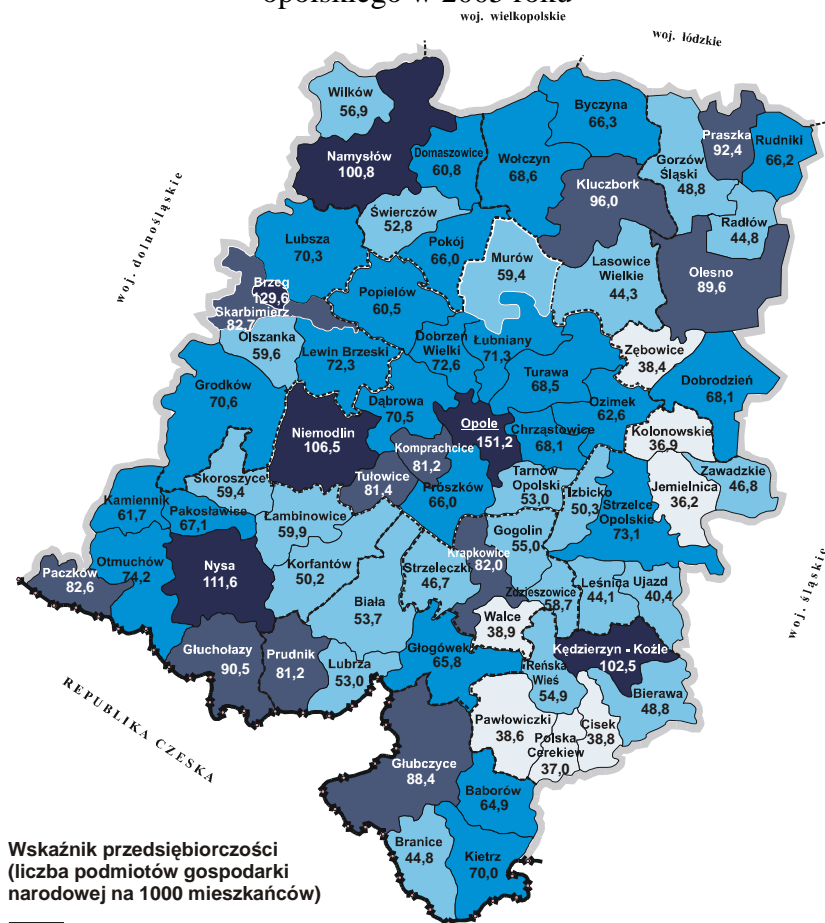 opolskiego w 2005 roku
woj. wielkopolskie
woj. łódzkie
woj. dolnośląskie
woj. śląskie
REPUBLIKA CZESKA
Wilków
56,9
Namysłów
100,8
Domaszowice
60,8
Wołczyn
68,6
Byczyna
66,3
Kluczbork
96,0
Gorzów
Śląski
48,8
Praszka
92,4
Rudniki
66,2
Radłów
44,8
Olesno
89,6
Świerczów
52,8
Pokój
66,0
Murów
59,4
Lasowice
Wielkie
44,3
Lubsza
70,3
Brzeg
129,6
Skarbimierz
82,7
Popielów
60,5
Olszanka
59,6
Lewin Brzeski
72,3
Dobrzeń
Wielki
72,6
Łubniany
71,3
Turawa
68,5
Zębowice
38,4
Dobrodzień
68,1
Grodków
70,6
Niemodlin
106,5
Dąbrowa
70,5
Opole
151,2
Chrząstowice
68,1
Ozimek
62,6
Kolonowskie
36,9
Komprachcice
81,2
Tułowice
81,4
Prószków
66,0
Tarnów
Opolski
53,0
Izbicko
50,3
Strzelce
Opolskie
73,1
Jemielnica
36,2
Zawadzkie
46,8
Skoroszyce
59,4
Kamiennik
61,7
Pakosławice
67,1
Łambinowice
59,9
Otmuchów
74,2
Paczków
82,6
Nysa
111,6
Korfantów
50,2
Strzeleczki
46,7
Krapkowice
82,0
Gogolin
55,0
Zdzieszowice
58,7
Leśnica
44,1
Ujazd
40,4
Biała
53,7
Walce
38,9
Kędzierzyn - Koźle
102,5
Głuchołazy
90,5
Prudnik
81,2
Lubrza
53,0
Głogówek
65,8
Reńska
Wieś
54,9
Bierawa
48,8
Pawłowiczki
38,6
Polska
Cerekiew
37,0
Cisek
38,8
Głubczyce
88,4
Baborów
64,9
Branice
44,8
Kietrz
70,0
Wskaźnik przedsiębiorczości
(liczba podmiotów gospodarki
narodowej na 1000 mieszkańców)